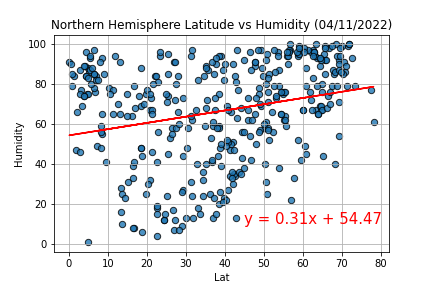 Northern Hemisphere Latitude vs Humidity (04/11/2022)
100
80
60
40
20
0
Humidity
y = 0.31x + 54.47
0 10 20 30 40 50 60 70 80
Lat